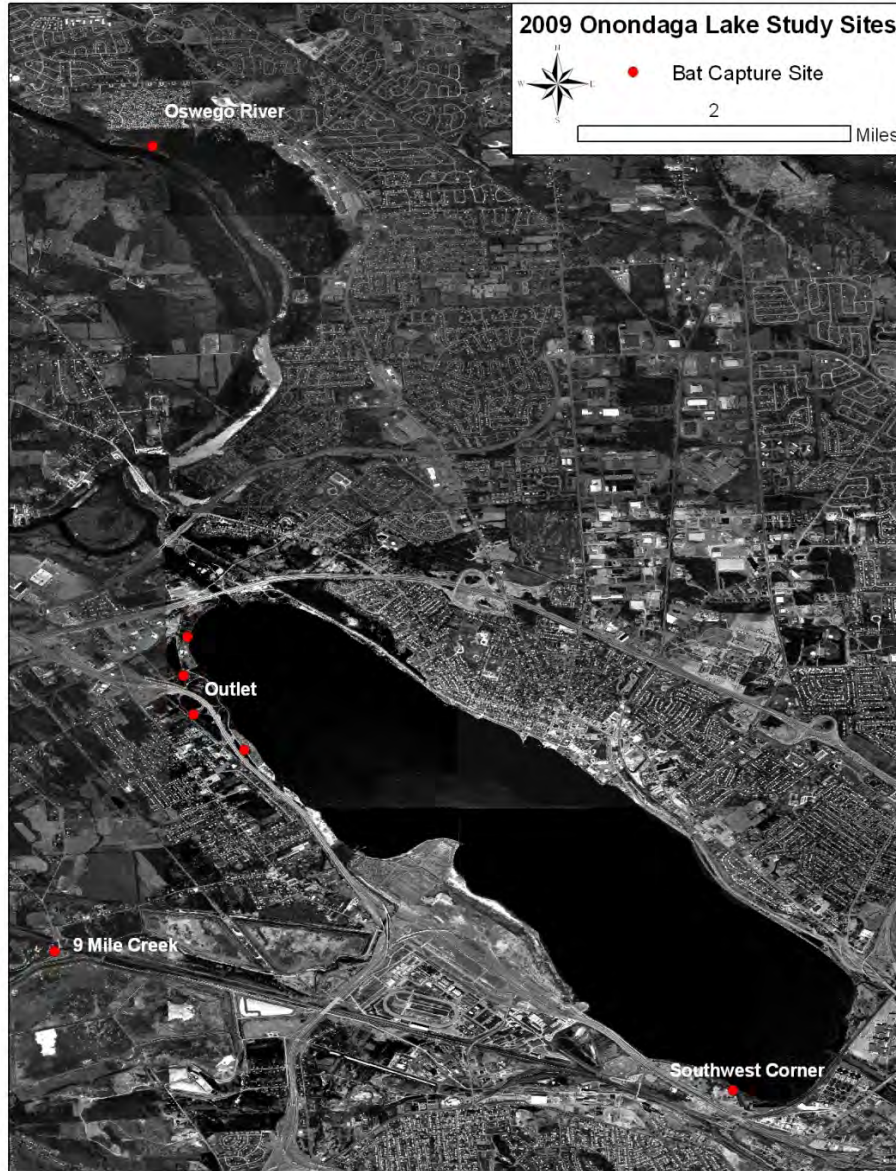 2009 Onondaga Lake Study Sites
N
W E
S
Bat Capture Site
2
Miles
Oswego River
Outlet
9 Mile Creek
Southwest Corner